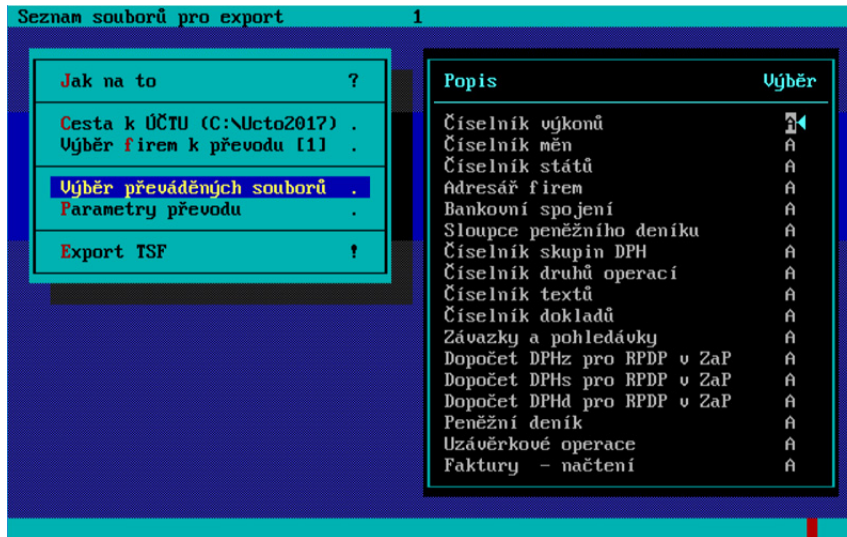 Seznam souborů pro export 1
Jak na to ?
Cesta k ÚČTU (C:\Ucto2017) .
Výběr firem k převodu [1] .
Výběr převáděných souborů .
Parametry převodu .
Export TSF !
Popis Výběr
Číselník výkonů A
Číselník měn A
Číselník států A
Adresář firem A
Bankovní spojení A
Sloupce peněžního deníku A
Číselník skupin DPH A
Číselník druhů operací A
Číselník textů A
Číselník dokladů A
Závazky a pohledávky A
Dopočet DPHz pro RPDP v ZaP A
Dopočet DPHs pro RPDP v ZaP A
Dopočet DPHd pro RPDP v ZaP A
Peněžní deník A
Uzávěrkové operace A
Faktury - načtení A